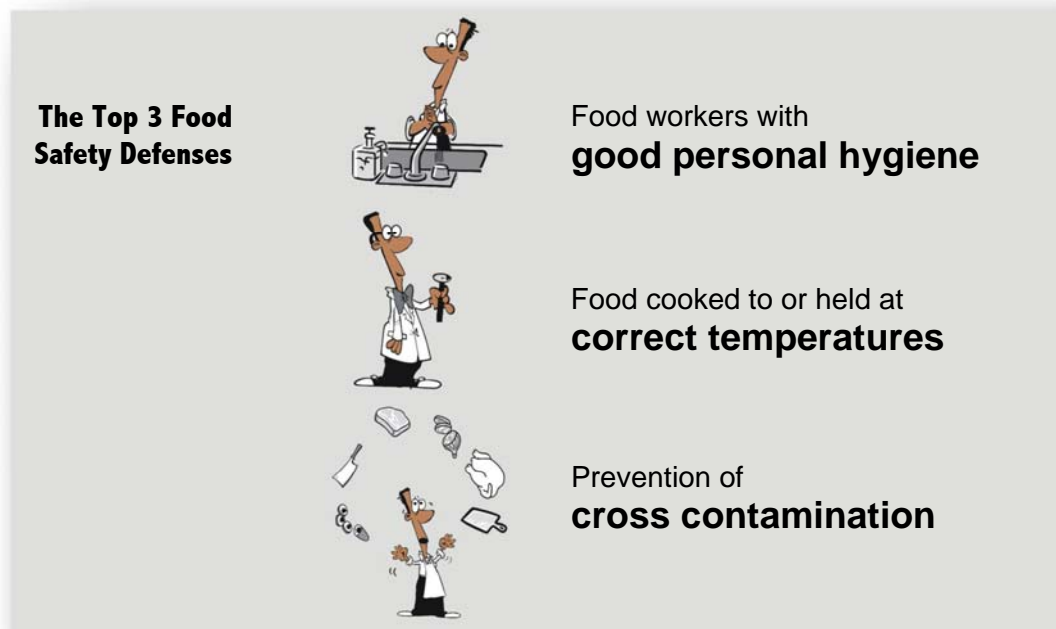 The Top 3 Food
Safety Defenses
Food workers with
good personal hygiene
Food cooked to or held at
correct temperatures
Prevention of
cross contamination